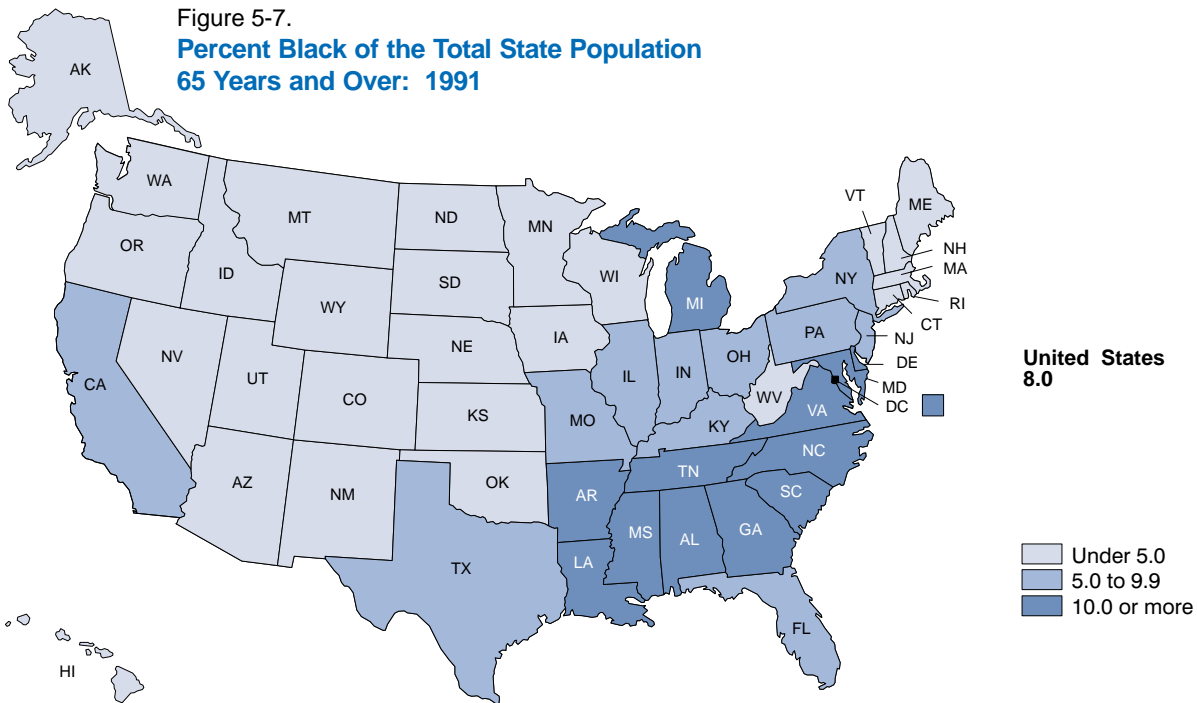 Figure 5-7.
Percent Black of the Total State Population
65 Years and Over: 1991
AK
WA
MT
ND
MN
VT
ME
OR
ID
SD
WI
NY
NH
MA
WY
MI
RI
CT
NE
IA
PA
NJ
NV
UT
CO
IL
IN
OH
DE
CA
KS
MO
WV
MD
DC
KY
VA
United States
8.0
AZ
NM
OK
AR
TN
NC
SC
MS
AL
GA
TX
LA
FL
HI
Under 5.0
5.0 to 9.9
10.0 or more